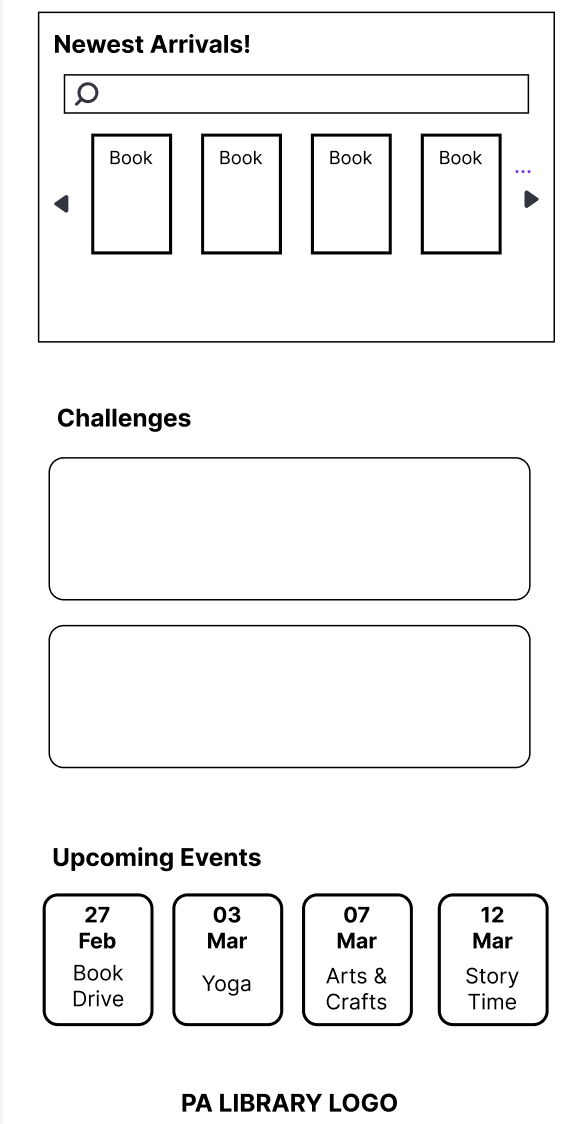 Newest Arrivals!
Book Book Book Book
...
Challenges
Upcoming Events
27 Feb
Book Drive
03 Mar
Yoga
07 Mar
Arts & Crafts
12 Mar
Story Time
PA LIBRARY LOGO